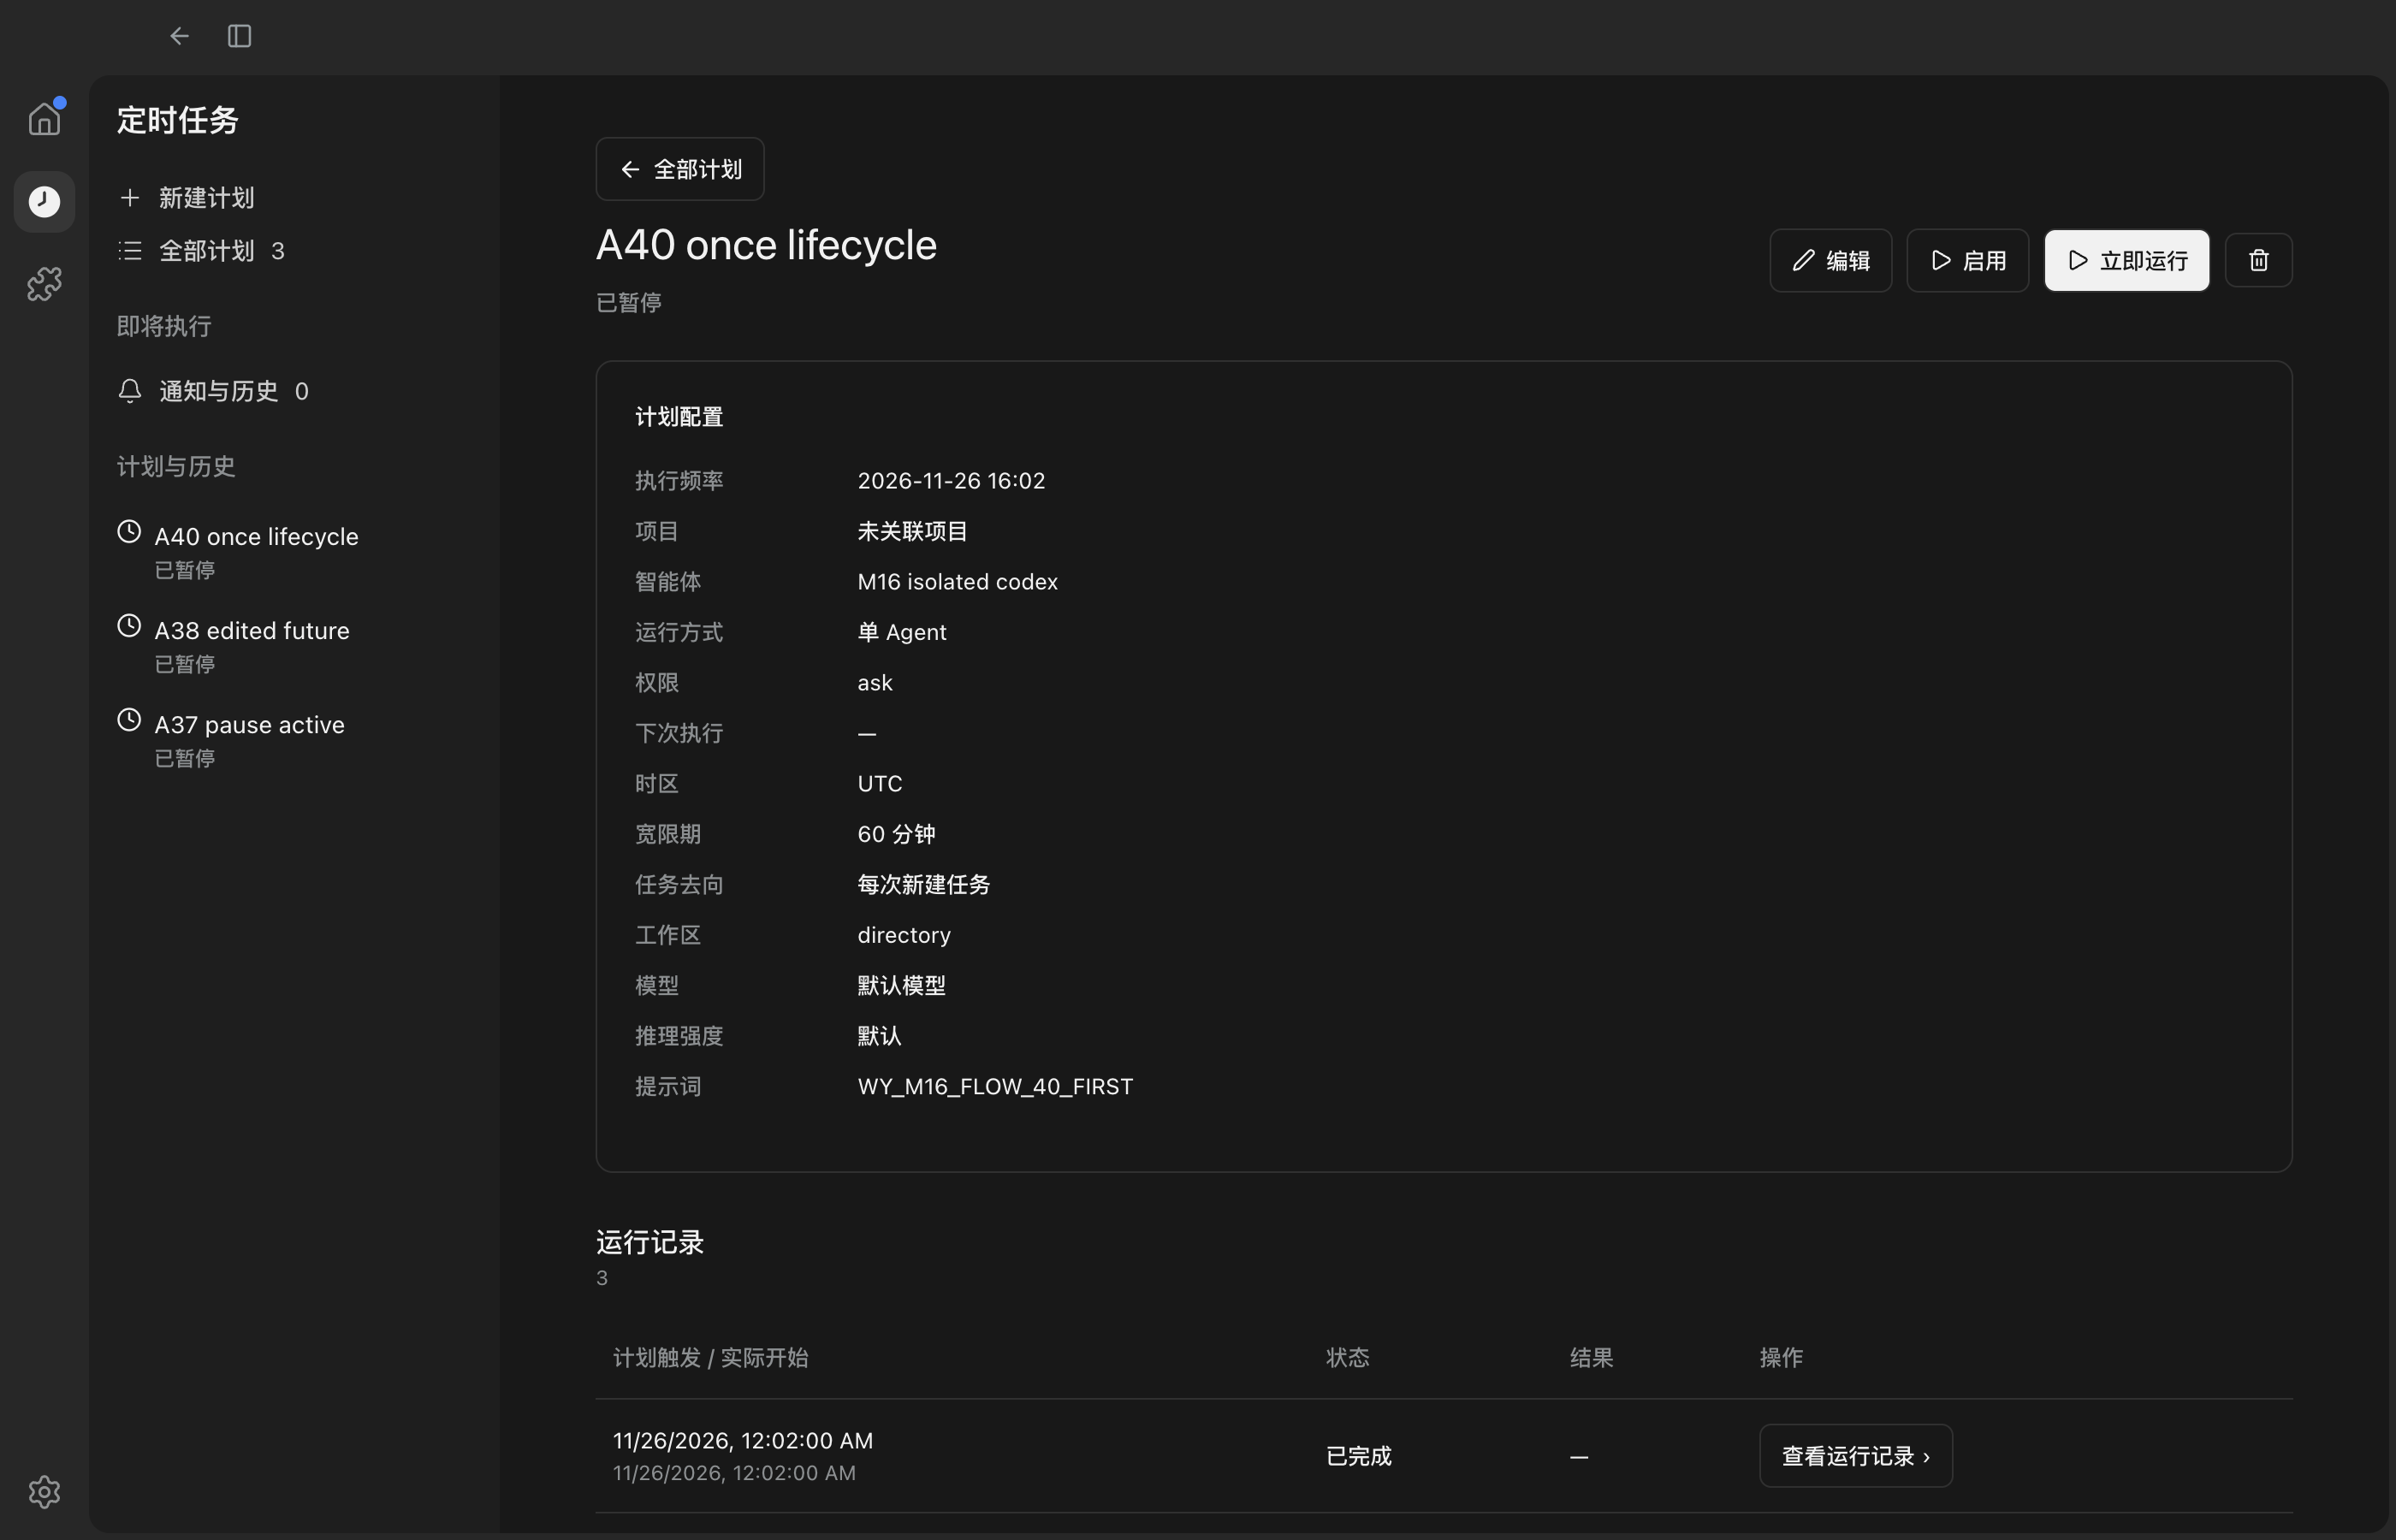 定时任务
新建计划
全部计划 3
即将执行
通知与历史 0
计划与历史
A40 once lifecycle
已暂停
A38 edited future
已暂停
A37 pause active
已暂停
全部计划
A40 once lifecycle
已暂停
编辑
启用
立即运行
计划配置
执行频率 2026-11-26 16:02
项目 未关联项目
智能体 M16 isolated codex
运行方式 单 Agent
权限 ask
下次执行 —
时区 UTC
宽限期 60 分钟
任务去向 每次新建任务
工作区 directory
模型 默认模型
推理强度 默认
提示词 WY_M16_FLOW_40_FIRST
运行记录
3
计划触发 / 实际开始 状态 结果 操作
11/26/2026, 12:02:00 AM
11/26/2026, 12:02:00 AM
已完成 — 查看运行记录 ›